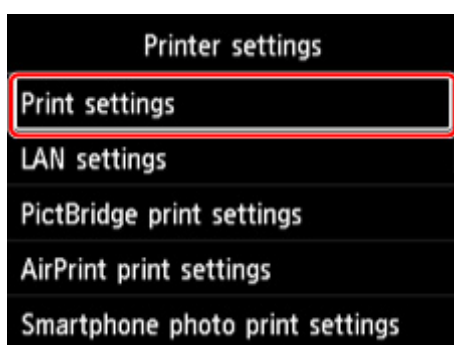 Printer settings
Print settings
LAN settings
PictBridge print settings
AirPrint print settings
Smartphone photo print settings